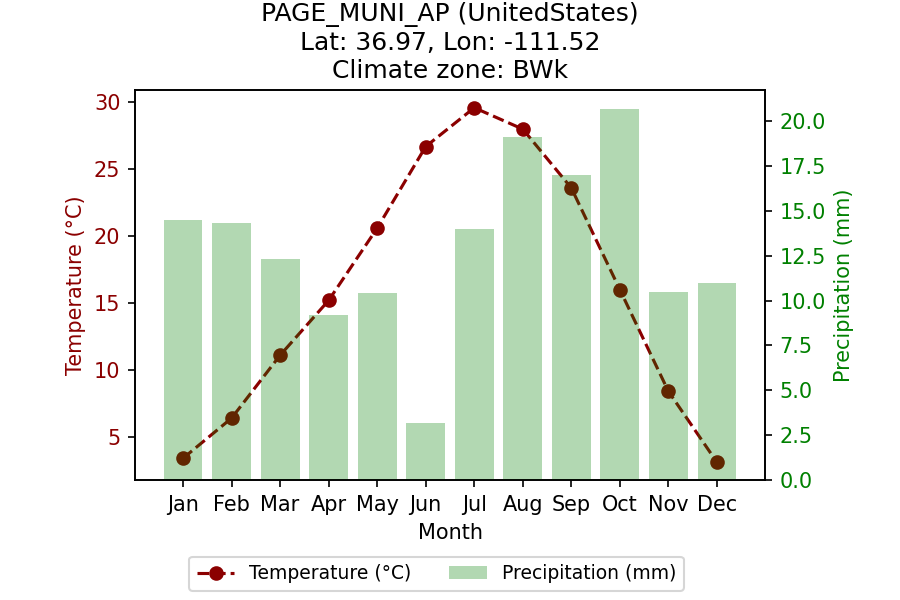 PAGE_MUNI_AP (UnitedStates)
Lat: 36.97, Lon: -111.52
Climate zone: BWk
30
25
20
15
10
5
Temperature (°C)
20.0
17.5
15.0
12.5
10.0
7.5
5.0
2.5
0.0
Precipitation (mm)
Jan Feb Mar Apr May Jun Jul Aug Sep Oct Nov Dec
Month
Temperature (°C) Precipitation (mm)